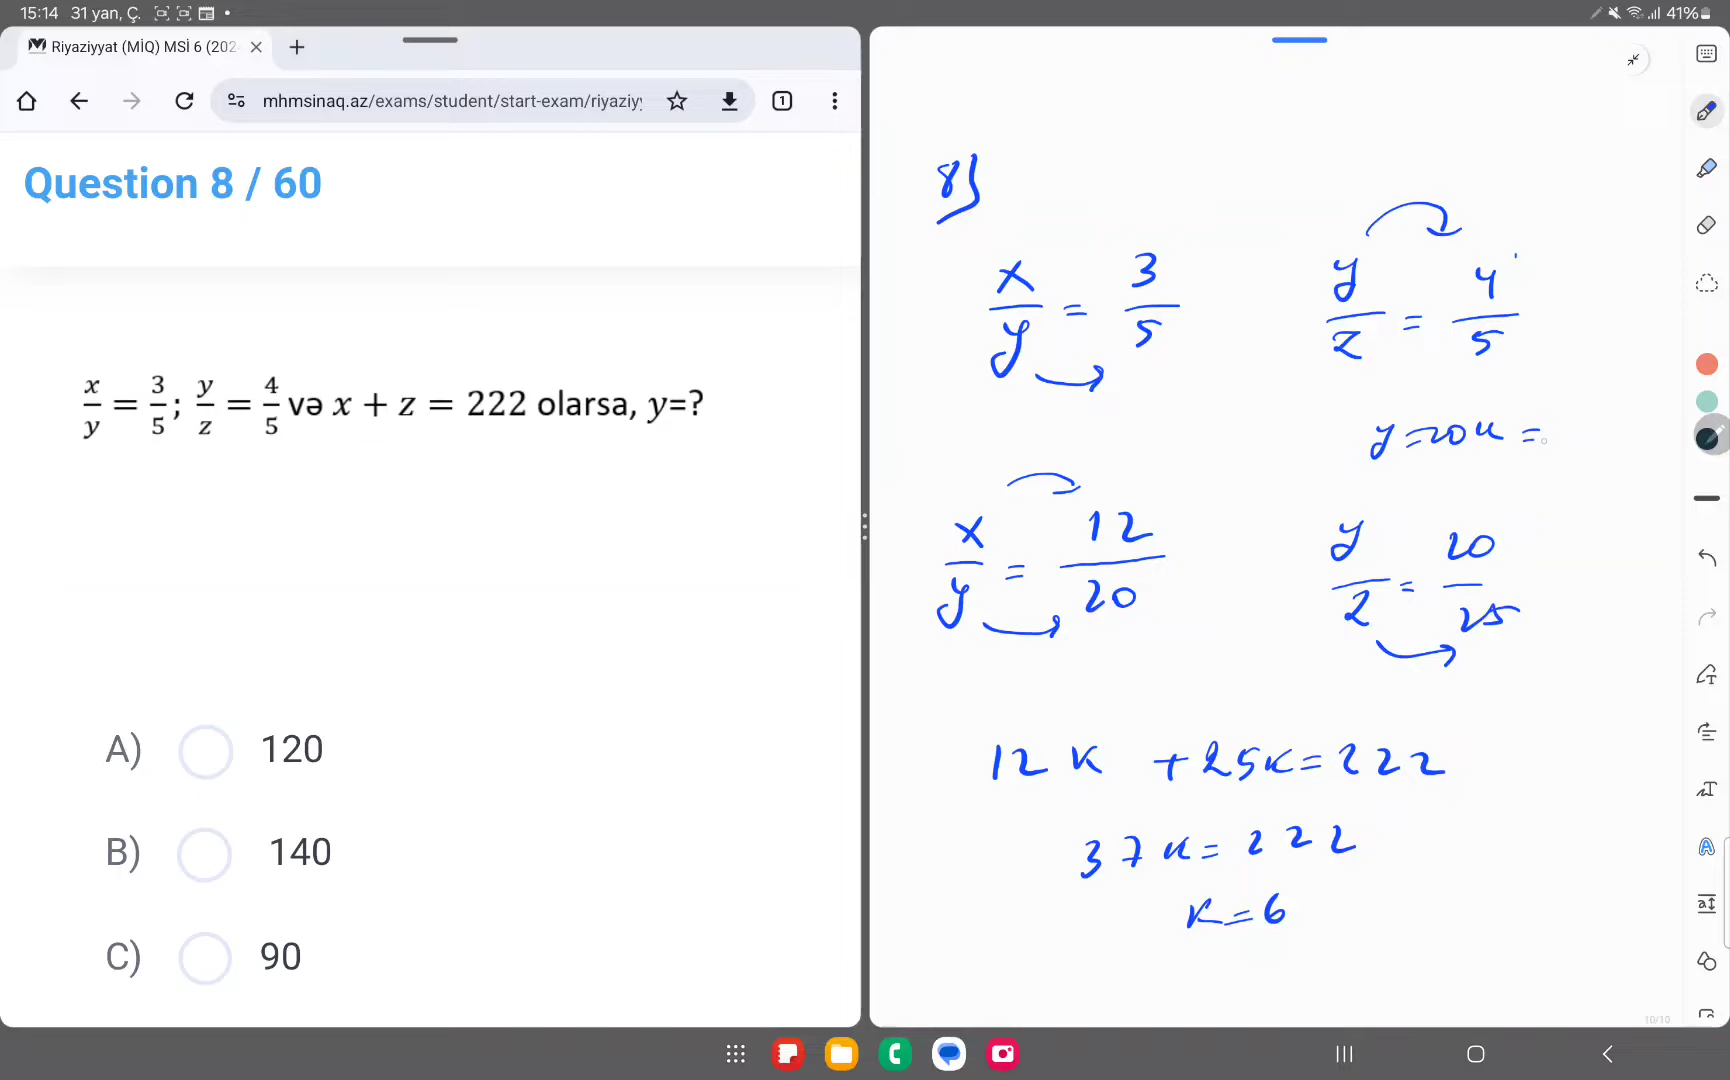 15:14 31 yan, Ç. 41%
Riyaziyyat (MİQ) MSİ 6 (202
mhmsinaq.az/exams/student/start-exam/riyaziy
Question 8 / 60
x/y = 3/5; y/z = 4/5 və x + z = 222 olarsa, y=?
A) 120
B) 140
C) 90
8)
x/y = 3/5 y/z = 4/5
y = 20k =
x/y = 12/20 y/z = 20/25
12k + 25k = 222
37k = 222
k = 6
10/10